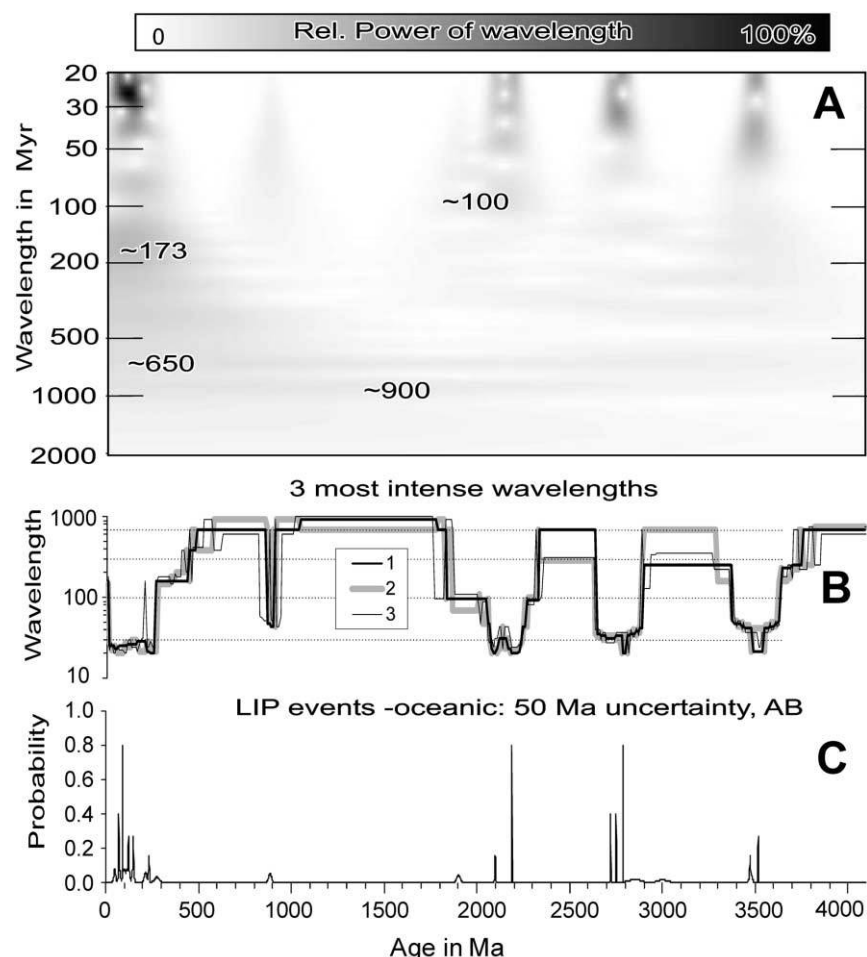 0 Rel. Power of wavelength 100%
A
Wavelength in Myr
20
30
50
100
200
500
1000
2000
~100
~173
~650
~900
3 most intense wavelengths
B
Wavelength
1000
100
10
1
2
3
LIP events -oceanic: 50 Ma uncertainty, AB
C
Probability
1.0
0.8
0.6
0.4
0.2
0.0
0 500 1000 1500 2000 2500 3000 3500 4000
Age in Ma